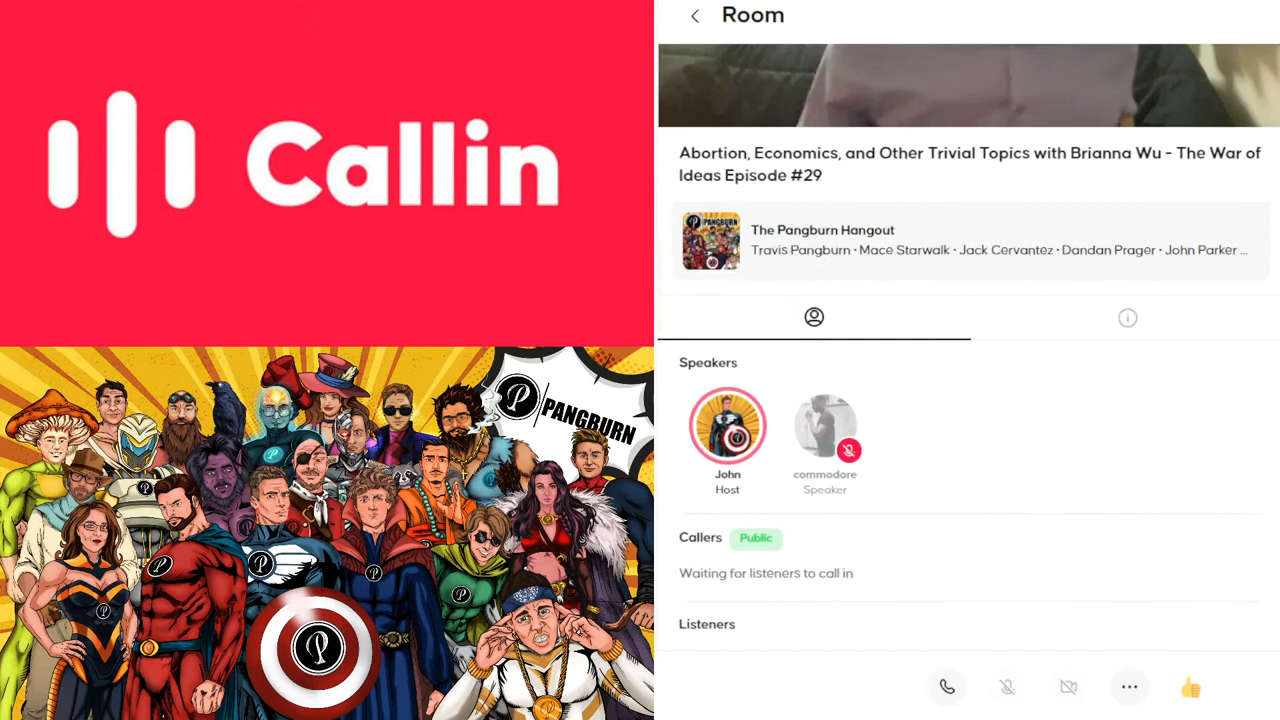 Callin
P PANGBURN
Room
Abortion, Economics, and Other Trivial Topics with Brianna Wu - The War of
Ideas Episode #29
P PANGBURN
The Pangburn Hangout
Travis Pangburn · Mace Starwalk · Jack Cervantez · Dandan Prager · John Parker ...
Speakers
John
Host
commodore
Speaker
Callers Public
Waiting for listeners to call in
Listeners